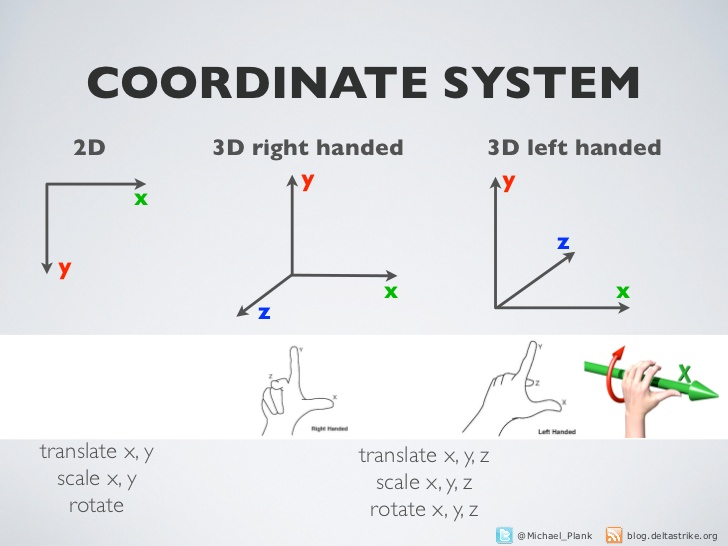 COORDINATE SYSTEM
2D
3D right handed
3D left handed
x
y
y
x
z
y
z
x
Y
Z
X
Right Handed
Y
Z
X
Left Handed
X
translate x, y
scale x, y
rotate
translate x, y, z
scale x, y, z
rotate x, y, z
@Michael_Plank
blog.deltastrike.org